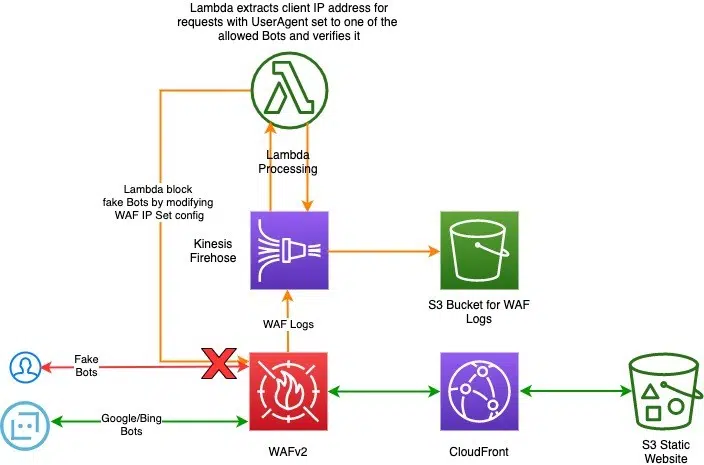 Lambda extracts client IP address for
requests with UserAgent set to one of the
allowed Bots and verifies it
Lambda
Processing
Lambda block
fake Bots by modifying
WAF IP Set config
Kinesis
Firehose
S3 Bucket for WAF
Logs
WAF Logs
Fake
Bots
Google/Bing
Bots
WAFv2
CloudFront
S3 Static
Website